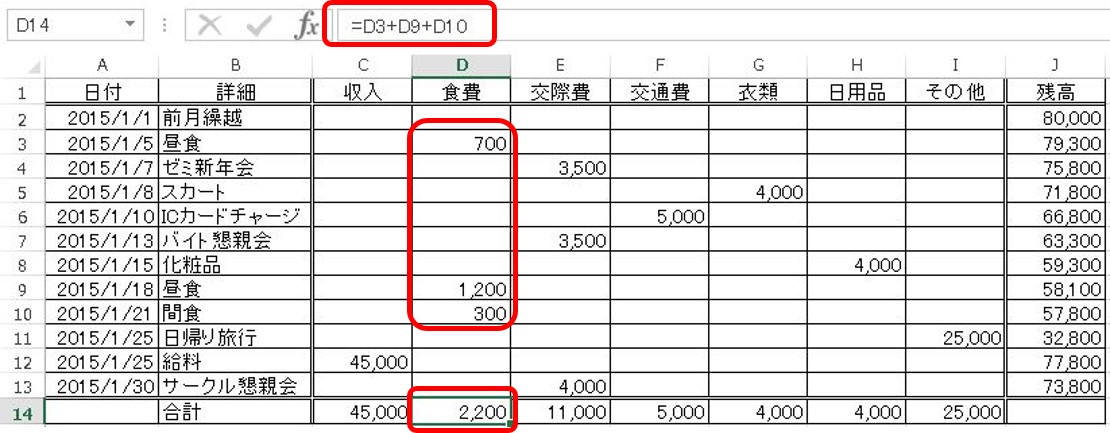 D14 fx =D3+D9+D10
A B C D E F G H I J
1 日付 詳細 収入 食費 交際費 交通費 衣類 日用品 その他 残高
2 2015/1/1 前月繰越 80,000
3 2015/1/5 昼食 700 79,300
4 2015/1/7 ゼミ新年会 3,500 75,800
5 2015/1/8 スカート 4,000 71,800
6 2015/1/10 ICカードチャージ 5,000 66,800
7 2015/1/13 バイト懇親会 3,500 63,300
8 2015/1/15 化粧品 4,000 59,300
9 2015/1/18 昼食 1,200 58,100
10 2015/1/21 間食 300 57,800
11 2015/1/25 日帰り旅行 25,000 32,800
12 2015/1/25 給料 45,000 77,800
13 2015/1/30 サークル懇親会 4,000 73,800
14 合計 45,000 2,200 11,000 5,000 4,000 4,000 25,000